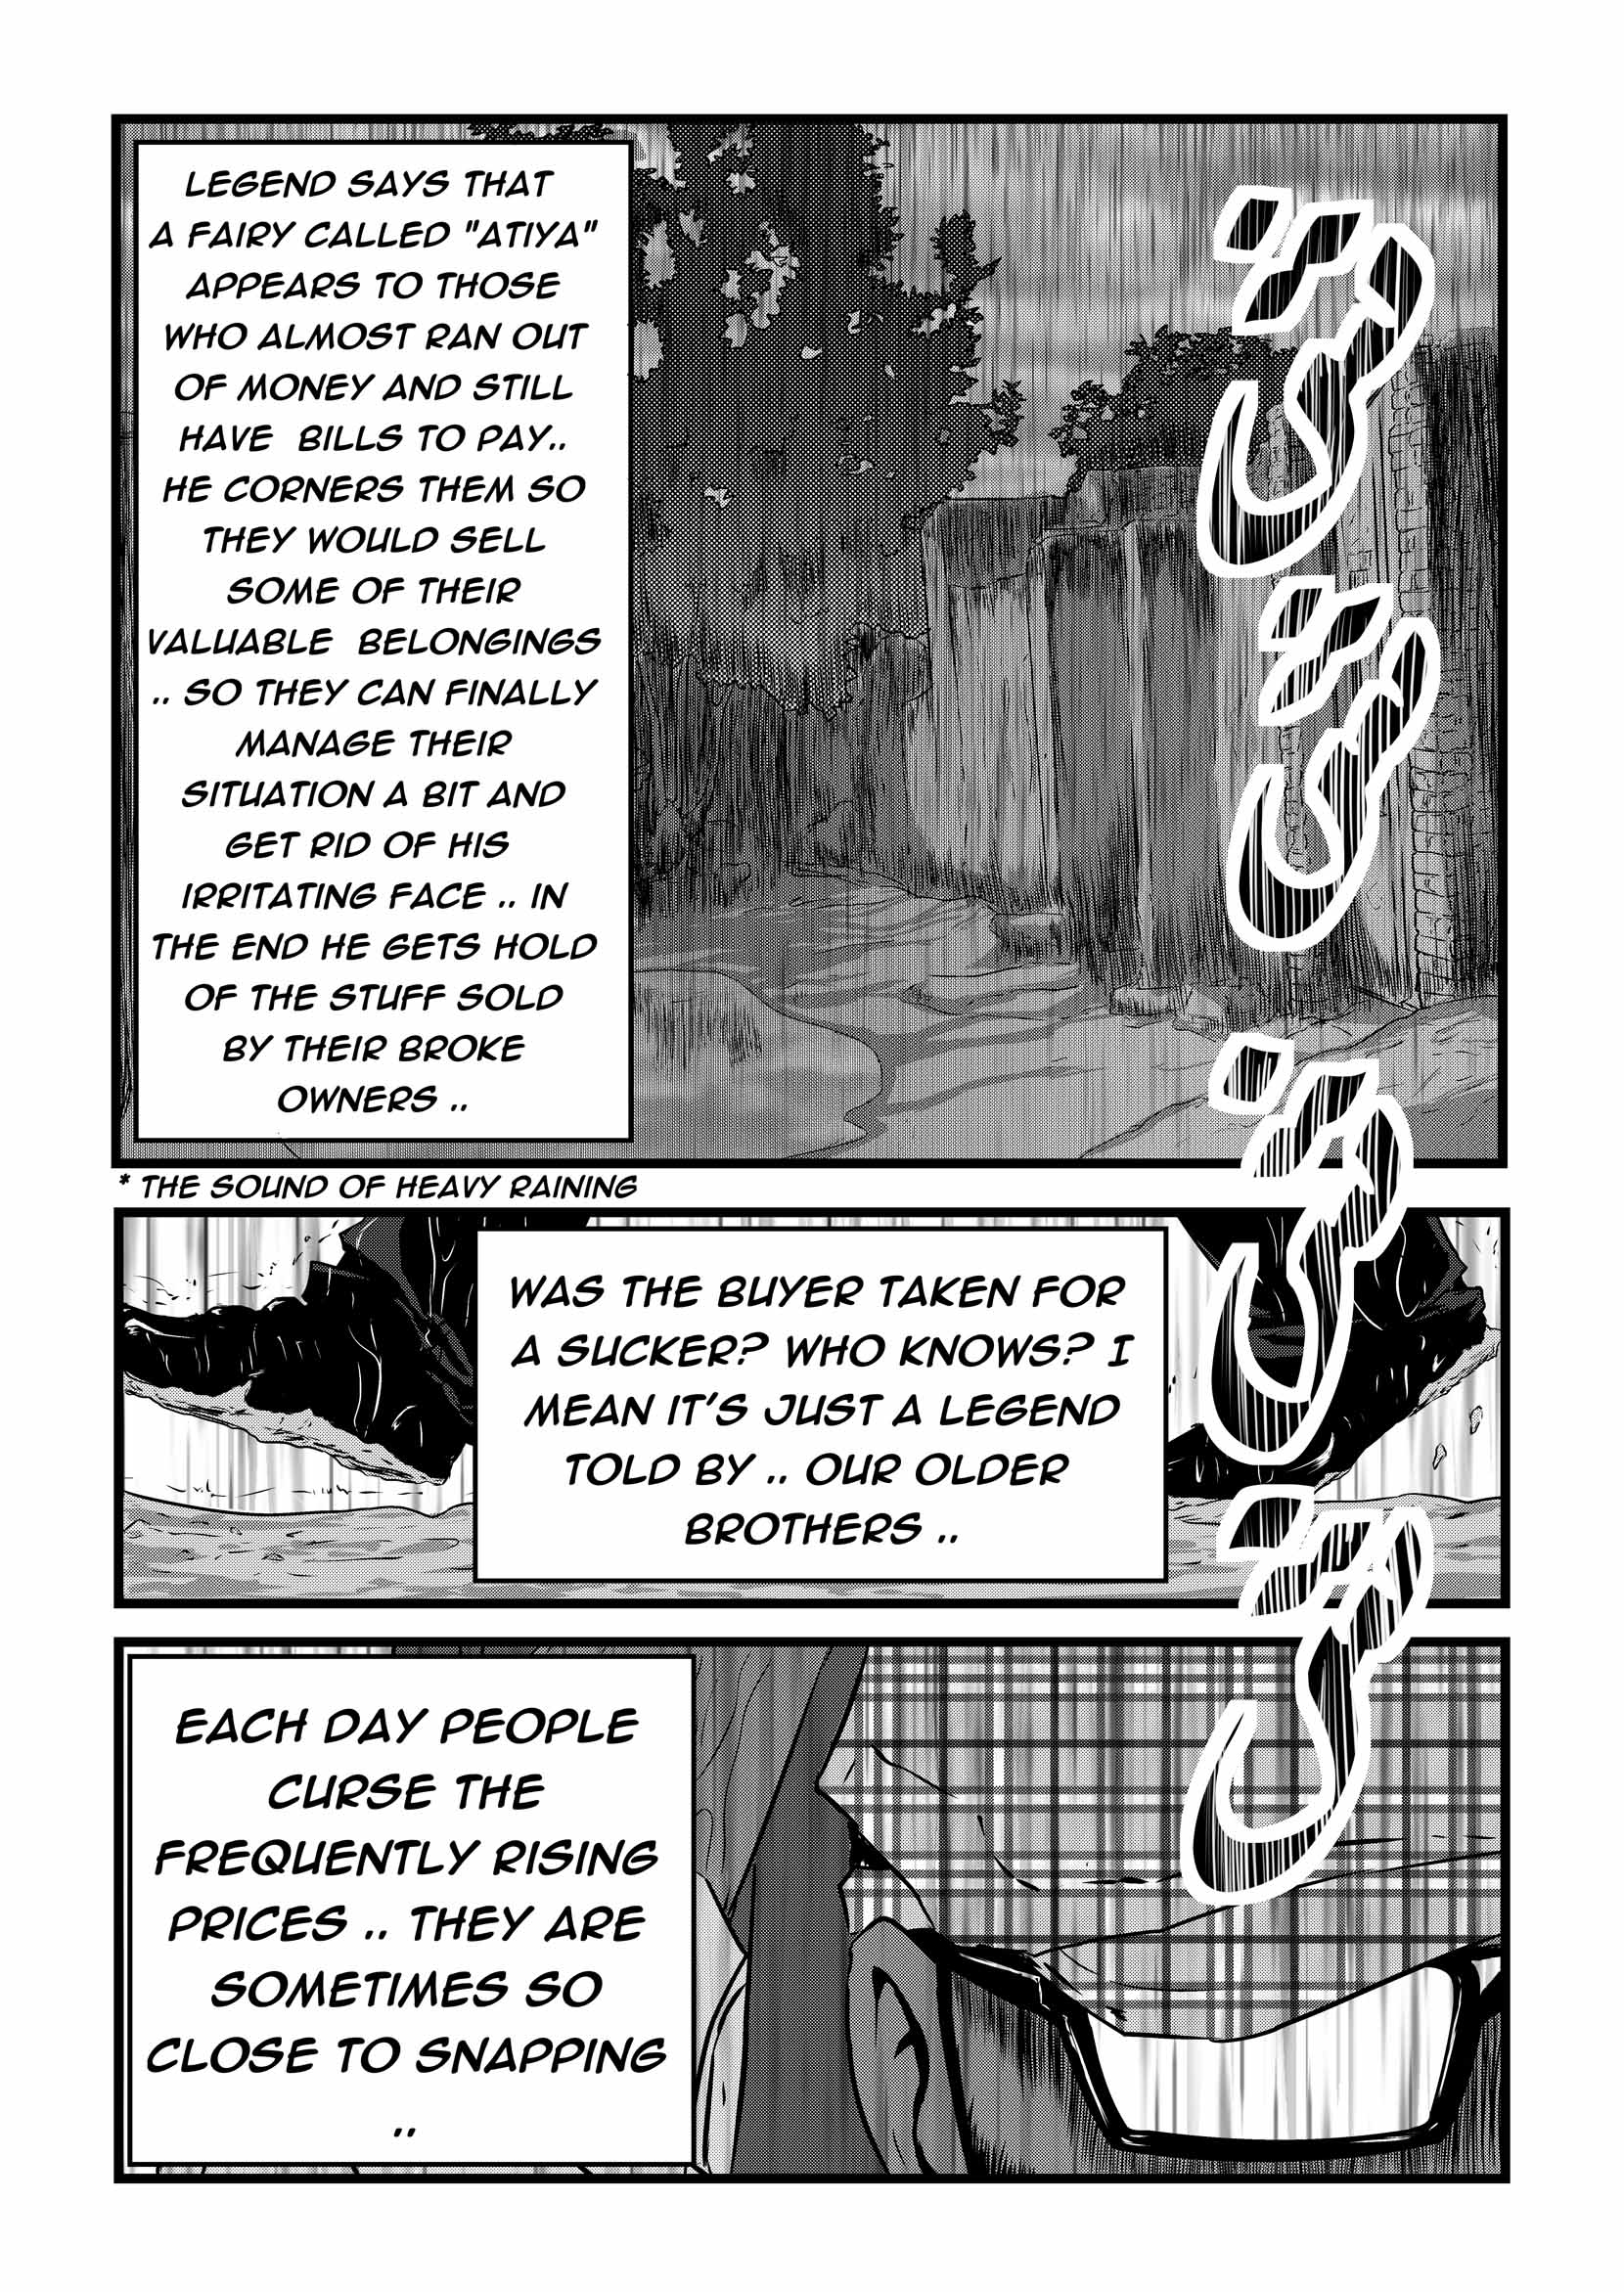 LEGEND SAYS THAT
A FAIRY CALLED "ATIYA"
APPEARS TO THOSE
WHO ALMOST RAN OUT
OF MONEY AND STILL
HAVE BILLS TO PAY..
HE CORNERS THEM SO
THEY WOULD SELL
SOME OF THEIR
VALUABLE BELONGINGS
.. SO THEY CAN FINALLY
MANAGE THEIR
SITUATION A BIT AND
GET RID OF HIS
IRRITATING FACE .. IN
THE END HE GETS HOLD
OF THE STUFF SOLD
BY THEIR BROKE
OWNERS ..
* THE SOUND OF HEAVY RAINING
WAS THE BUYER TAKEN FOR
A SUCKER? WHO KNOWS? I
MEAN IT'S JUST A LEGEND
TOLD BY .. OUR OLDER
BROTHERS ..
EACH DAY PEOPLE
CURSE THE
FREQUENTLY RISING
PRICES .. THEY ARE
SOMETIMES SO
CLOSE TO SNAPPING
..